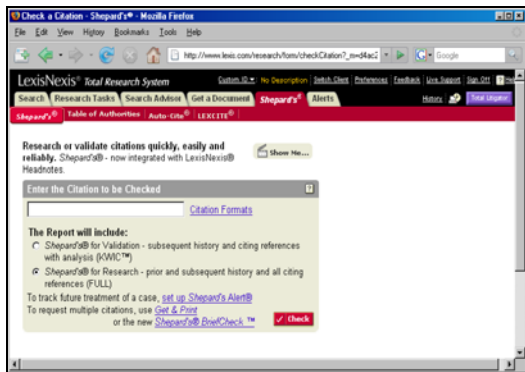 Check a Citation - Shepard's® - Mozilla Firefox
File Edit View History Bookmarks Tools Help
http://www.lexis.com/research/form/checkCitation?_m=d4ac2
Google
LexisNexis® Total Research System
Custom ID No Description Switch Client Preferences Feedback Live Support Sign Off
Search Research Tasks Search Advisor Get a Document Shepard's® Alerts
History Total Litigator
Shepard's® Table of Authorities Auto-Cite® LEXCITE®
Research or validate citations quickly, easily and
reliably. Shepard's® - now integrated with LexisNexis®
Headnotes.
Show Me...
Enter the Citation to be Checked
?
Citation Formats
The Report will include:
Shepard's® for Validation - subsequent history and citing references
with analysis (KWIC™)
Shepard's® for Research - prior and subsequent history and all citing
references (FULL)
To track future treatment of a case, set up Shepard's Alert®
To request multiple citations, use Get & Print
or the new Shepard's® BriefCheck ™
Check